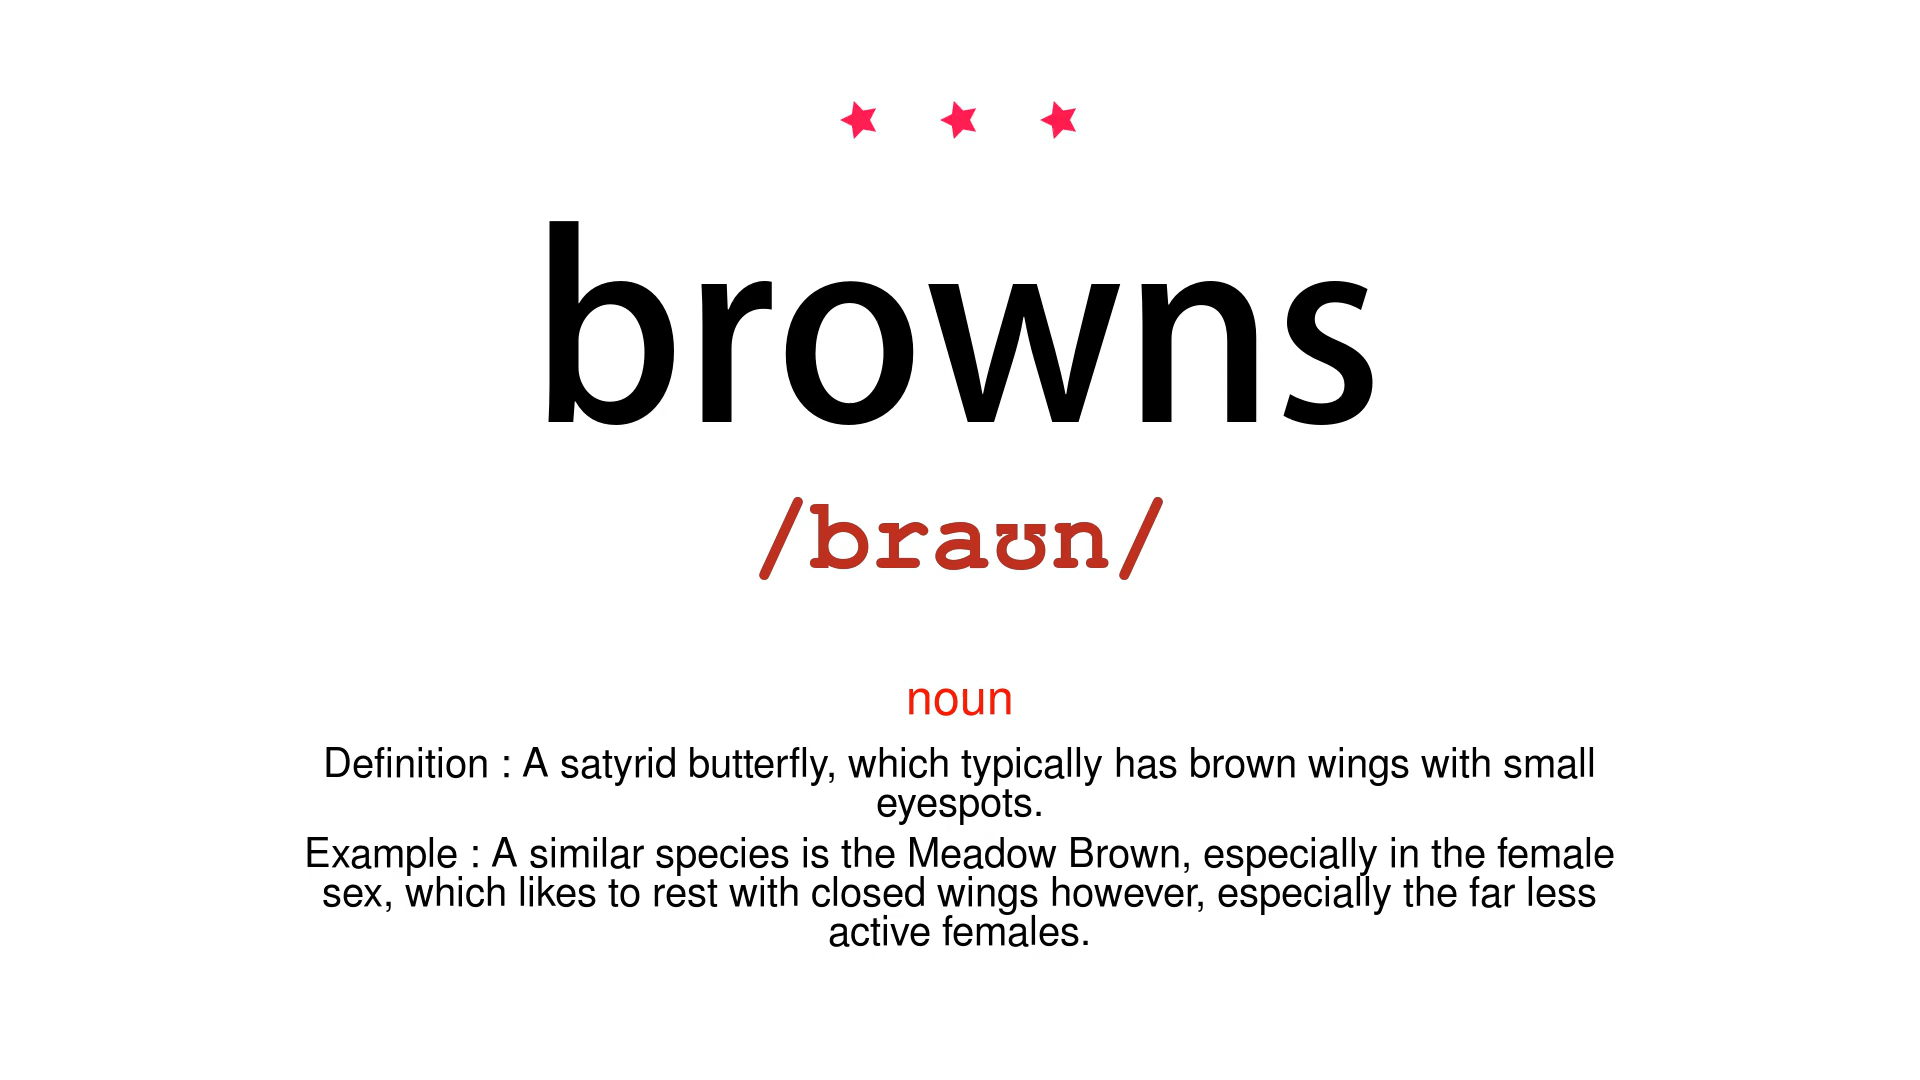 browns
/braʊn/
noun
Definition : A satyrid butterfly, which typically has brown wings with small
eyespots.
Example : A similar species is the Meadow Brown, especially in the female
sex, which likes to rest with closed wings however, especially the far less
active females.